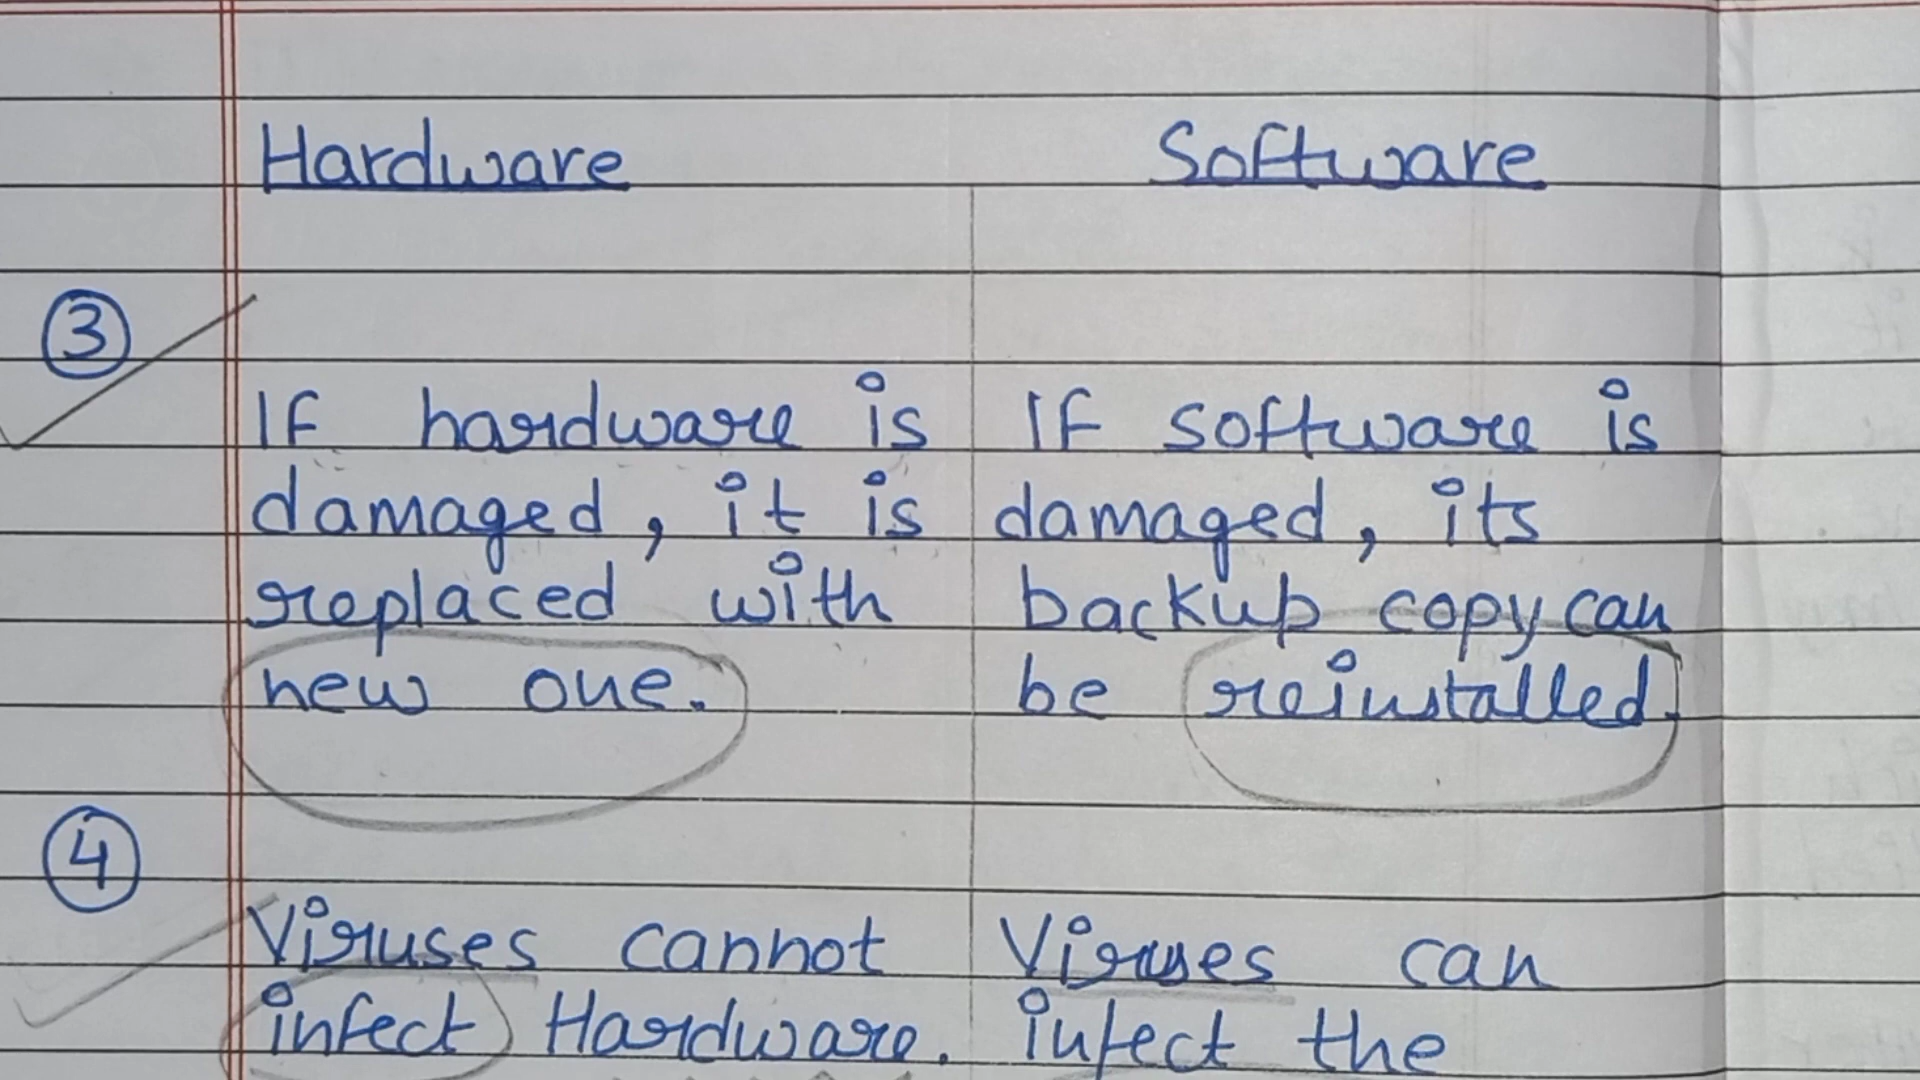 Hardware Software
3
If hardware is If software is
damaged, it is damaged, its
replaced with backup copy can
new one. be reinstalled.
4
Viruses cannot Viruses can
infect Hardware. infect the